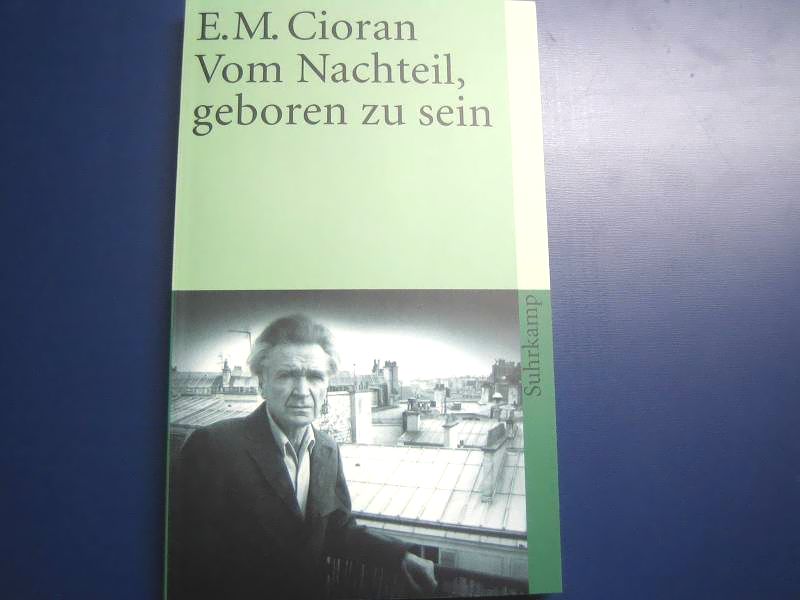 E. M. Cioran
Vom Nachteil,
geboren zu sein
Suhrkamp